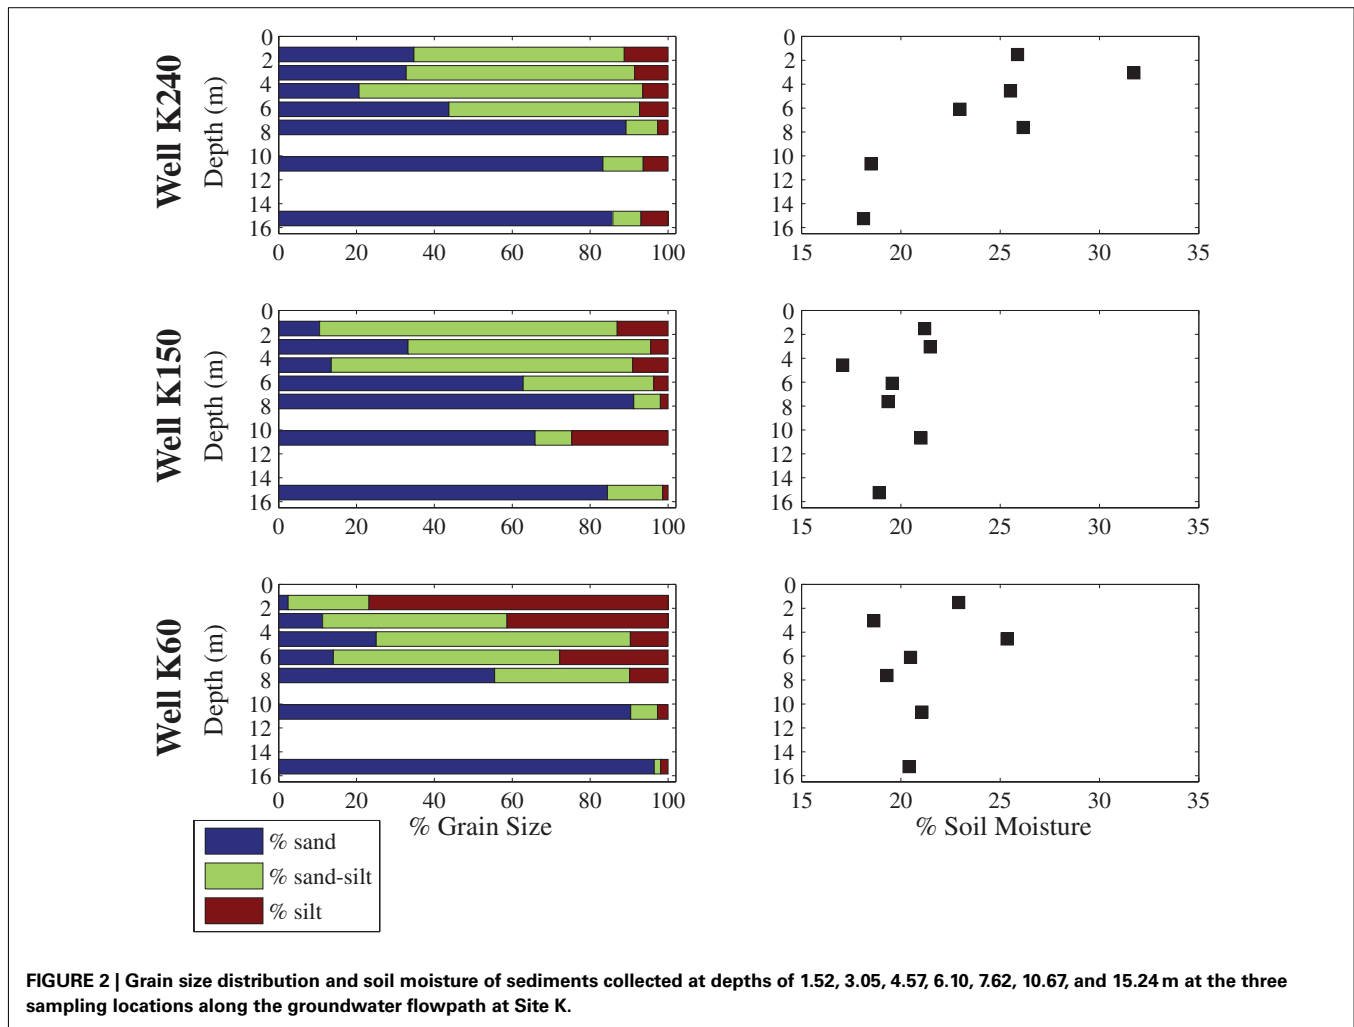 Well K240
Depth (m)
0
2
4
6
8
10
12
14
16
0 20 40 60 80 100
0
2
4
6
8
10
12
14
16
15 20 25 30 35
Well K150
Depth (m)
0
2
4
6
8
10
12
14
16
0 20 40 60 80 100
0
2
4
6
8
10
12
14
16
15 20 25 30 35
Well K60
Depth (m)
0
2
4
6
8
10
12
14
16
0 20 40 60 80 100
% Grain Size
0
2
4
6
8
10
12
14
16
15 20 25 30 35
% Soil Moisture
% sand
% sand-silt
% silt
FIGURE 2 | Grain size distribution and soil moisture of sediments collected at depths of 1.52, 3.05, 4.57, 6.10, 7.62, 10.67, and 15.24 m at the three
sampling locations along the groundwater flowpath at Site K.